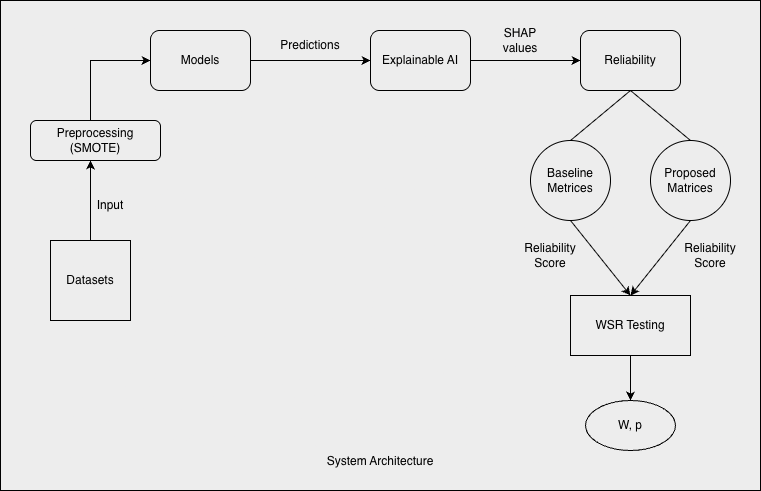 SHAP
values
Predictions
Models
Explainable AI
Reliability
Preprocessing
(SMOTE)
Input
Datasets
Baseline
Metrices
Proposed
Matrices
Reliability
Score
Reliability
Score
WSR Testing
W, p
System Architecture